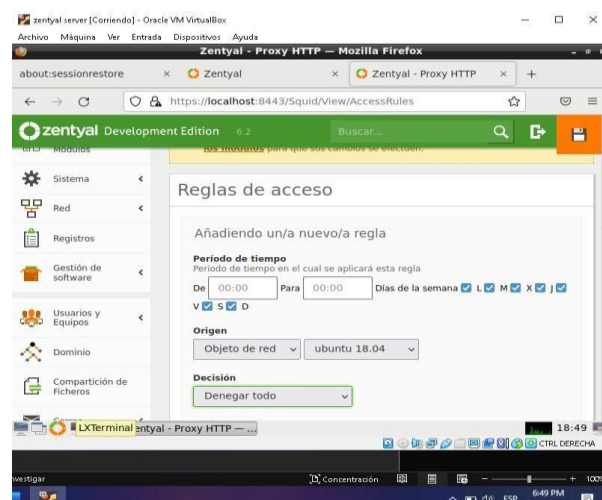 zentyal server [Corriendo] - Oracle VM VirtualBox
Archivo Máquina Ver Entrada Dispositivos Ayuda
Zentyal - Proxy HTTP — Mozilla Firefox
about:sessionrestore × Zentyal × Zentyal - Proxy HTTP × +
https://localhost:8443/Squid/View/AccessRules
zentyal Development Edition 6.2 Buscar...
Módulos
los módulos para que sus cambios se efectúen.
Sistema
Reglas de acceso
Red
Registros
Añadiendo un/a nuevo/a regla
Período de tiempo
Periodo de tiempo en el cual se aplicará esta regla
Gestión de software
De 00:00 Para 00:00 Días de la semana L M X J
V S D
Usuarios y Equipos
Origen
Objeto de red ubuntu 18.04
Dominio
Decisión
Compartición de Ficheros
Denegar todo
LXTerminal entyal - Proxy HTTP — ... 18:49
CTRL DERECHA
nvestigar Concentración 100
ESP 6:49 PM